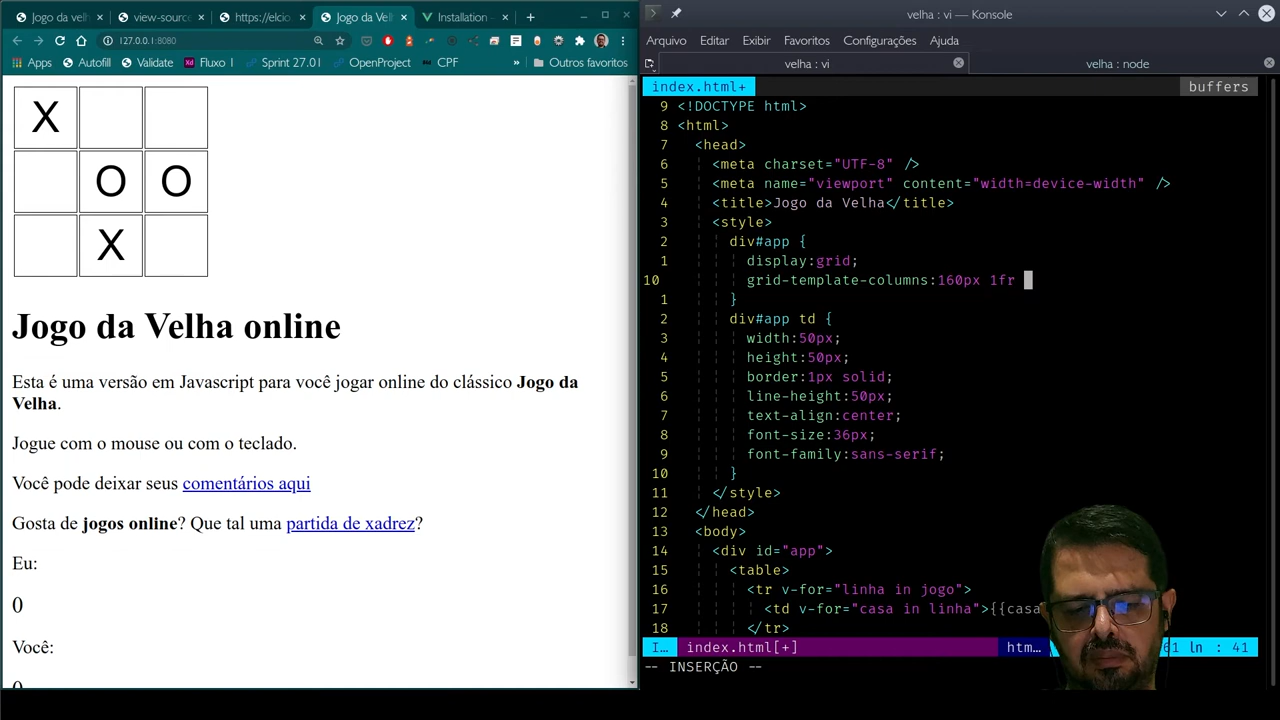 Jogo da velh
view-source
https://elcio.
Jogo da Velh
Installation –
127.0.0.1:8080
Apps
Autofill
Validate
Fluxo I
Sprint 27.01
OpenProject
CPF
»
Outros favoritos
X
O O
X
Jogo da Velha online
Esta é uma versão em Javascript para você jogar online do clássico Jogo da
Velha.
Jogue com o mouse ou com o teclado.
Você pode deixar seus comentários aqui
Gosta de jogos online? Que tal uma partida de xadrez?
Eu:
0
Você:
0
velha : vi — Konsole
Arquivo Editar Exibir Favoritos Configurações Ajuda
velha : vi
velha : node
index.html+ buffers
9 <!DOCTYPE html>
8 <html>
7 <head>
6 <meta charset="UTF-8" />
5 <meta name="viewport" content="width=device-width" />
4 <title>Jogo da Velha</title>
3 <style>
2 div#app {
1 display:grid;
10 grid-template-columns:160px 1fr
1 }
2 div#app td {
3 width:50px;
4 height:50px;
5 border:1px solid;
6 line-height:50px;
7 text-align:center;
8 font-size:36px;
9 font-family:sans-serif;
10 }
11 </style>
12 </head>
13 <body>
14 <div id="app">
15 <table>
16 <tr v-for="linha in jogo">
17 <td v-for="casa in linha">{{casa
18 </tr>
I… index.html[+] htm… 61 ln : 41
-- INSERÇÃO --